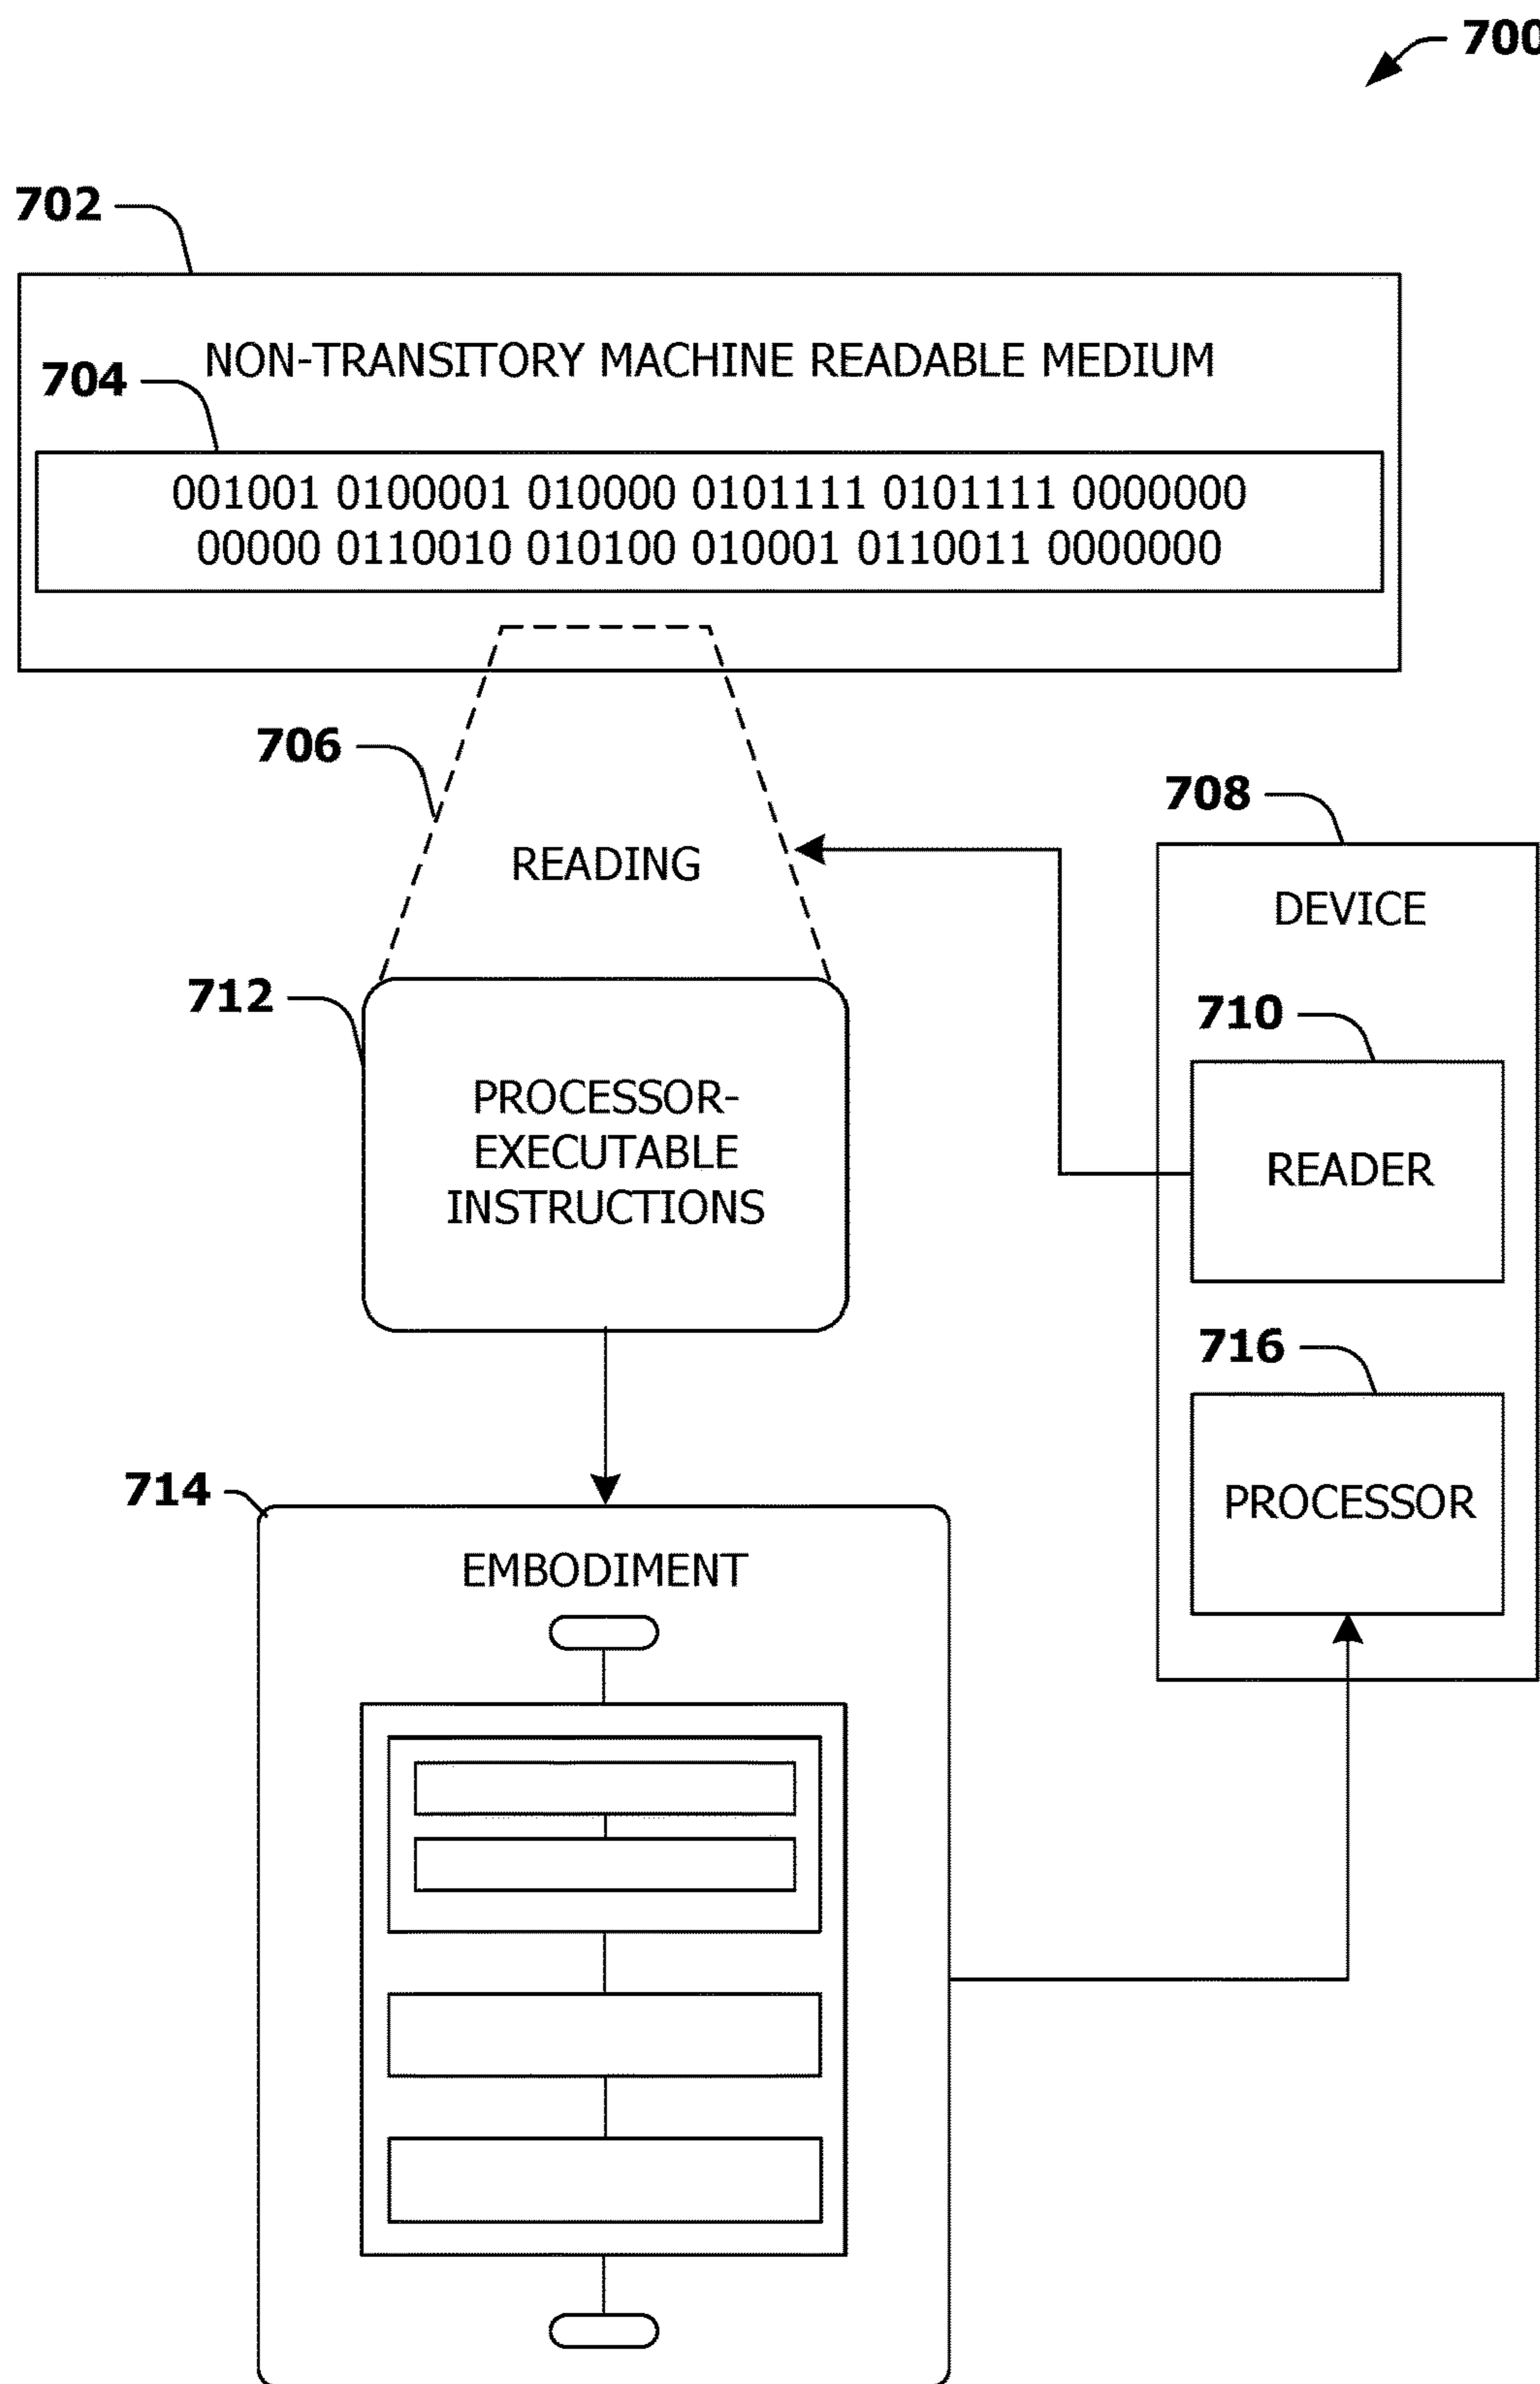 700
702
NON-TRANSITORY MACHINE READABLE MEDIUM
704
001001 0100001 010000 0101111 0101111 0000000
00000 0110010 010100 010001 0110011 0000000
706
READING
708
DEVICE
710
READER
712
PROCESSOR-
EXECUTABLE
INSTRUCTIONS
716
PROCESSOR
714
EMBODIMENT